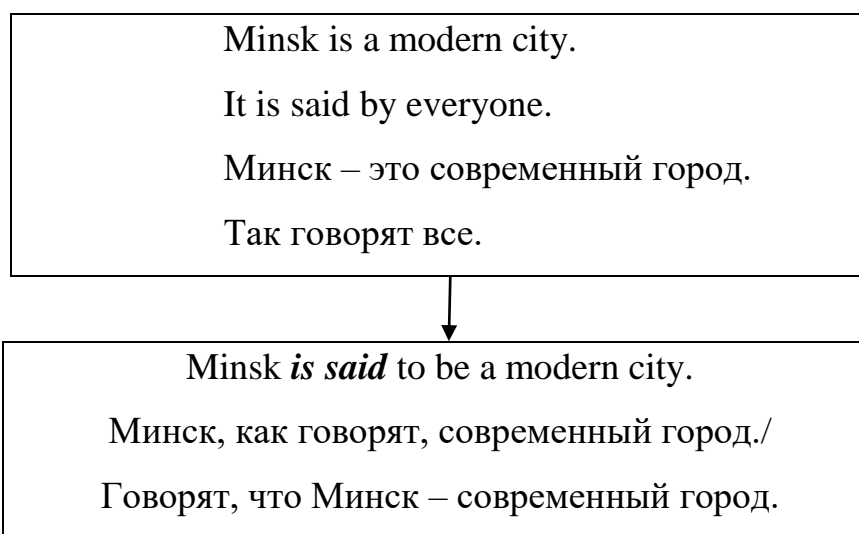 Minsk is a modern city.
It is said by everyone.
Минск – это современный город.
Так говорят все.
Minsk is said to be a modern city.
Минск, как говорят, современный город./
Говорят, что Минск – современный город.